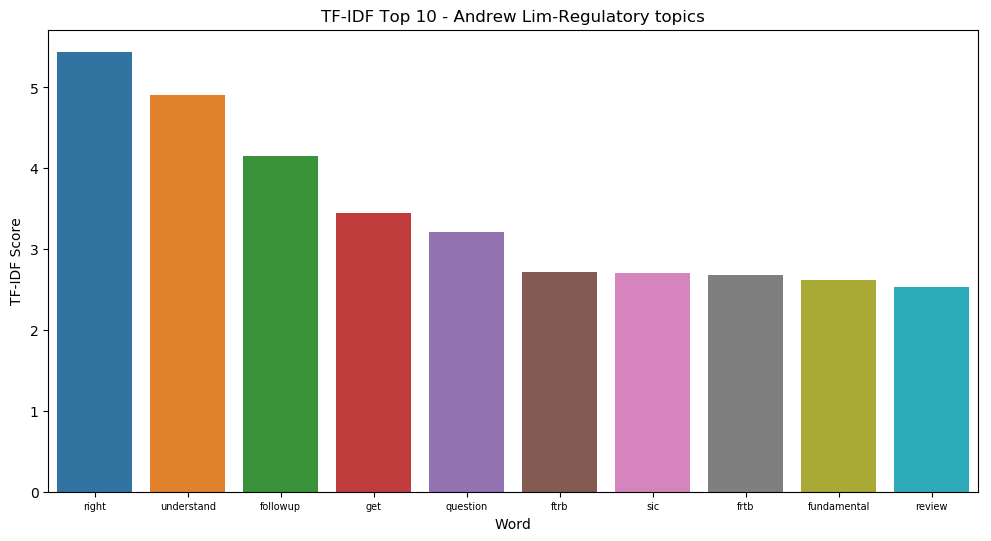 TF-IDF Top 10 - Andrew Lim-Regulatory topics
TF-IDF Score
5
4
3
2
1
0
right understand followup get question ftrb sic frtb fundamental review
Word